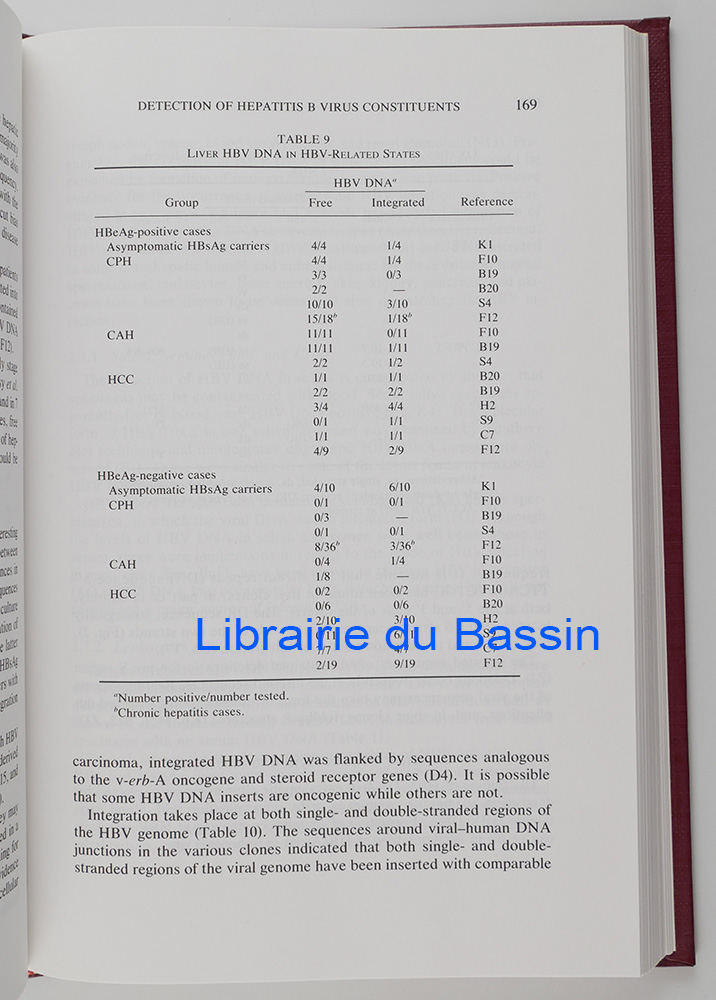 DETECTION OF HEPATITIS B VIRUS CONSTITUENTS 169
TABLE 9
LIVER HBV DNA IN HBV-RELATED STATES
HBV DNAᵃ
Group Free Integrated Reference
HBeAg-positive cases
Asymptomatic HBsAg carriers 4/4 1/4 K1
CPH 4/4 1/4 F10
3/3 0/3 B19
2/2 — B20
10/10 3/10 S4
15/18ᵇ 1/18ᵇ F12
CAH 11/11 0/11 F10
11/11 1/11 B19
2/2 1/2 S4
HCC 1/1 1/1 B20
2/2 2/2 B19
3/4 4/4 H2
0/1 1/1 S9
1/1 1/1 C7
4/9 2/9 F12
HBeAg-negative cases
Asymptomatic HBsAg carriers 4/10 6/10 K1
CPH 0/1 0/1 F10
0/3 — B19
0/1 0/1 S4
8/36ᵇ 3/36ᵇ F12
CAH 0/4 1/4 F10
1/8 — B19
HCC 0/2 0/2 F10
0/6 0/6 B20
2/10 3/10 H2
Librairie du Bassin
2/19 9/19 F12
ᵃNumber positive/number tested.
ᵇChronic hepatitis cases.
carcinoma, integrated HBV DNA was flanked by sequences analogous
to the v-erb-A oncogene and steroid receptor genes (D4). It is possible
that some HBV DNA inserts are oncogenic while others are not.
Integration takes place at both single- and double-stranded regions of
the HBV genome (Table 10). The sequences around viral–human DNA
junctions in the various clones indicated that both single- and double-
stranded regions of the viral genome have been inserted with comparable